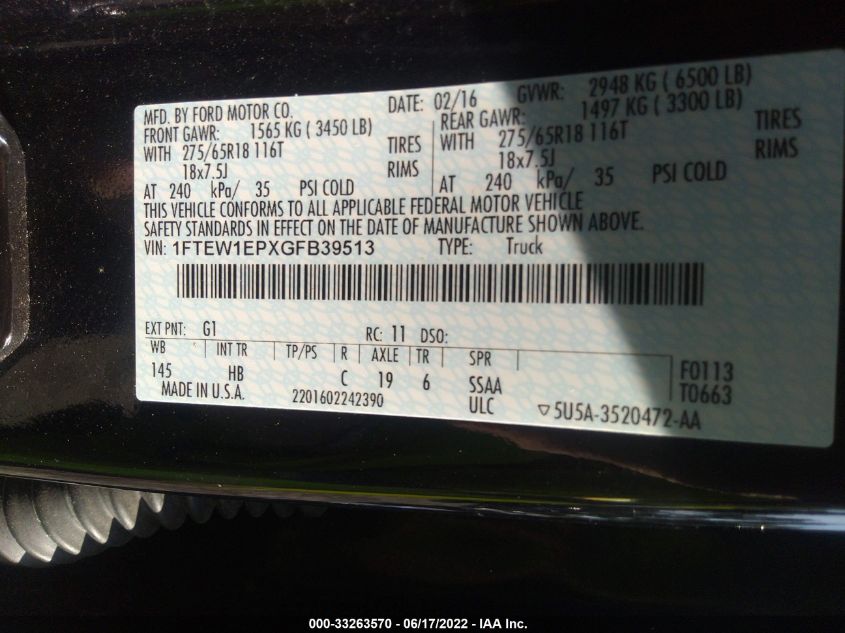 MFD. BY FORD MOTOR CO.
DATE: 02/16
GVWR: 2948 KG ( 6500 LB)
FRONT GAWR: 1565 KG ( 3450 LB)
REAR GAWR: 1497 KG ( 3300 LB)
WITH 275/65R18 116T TIRES
WITH 275/65R18 116T TIRES
18x7.5J RIMS
18x7.5J RIMS
AT 240 kPa/ 35 PSI COLD
AT 240 kPa/ 35 PSI COLD
THIS VEHICLE CONFORMS TO ALL APPLICABLE FEDERAL MOTOR VEHICLE
SAFETY STANDARDS IN EFFECT ON THE DATE OF MANUFACTURE SHOWN ABOVE.
VIN: 1FTEW1EPXGFB39513 TYPE: Truck
EXT PNT: G1 RC: 11 DSO:
WB INT TR TP/PS R AXLE TR SPR
145 HB C 19 6 SSAA F0113
MADE IN U.S.A. 2201602242390 ULC T0663
▽5U5A-3520472-AA
000-33263570 - 06/17/2022 - IAA Inc.